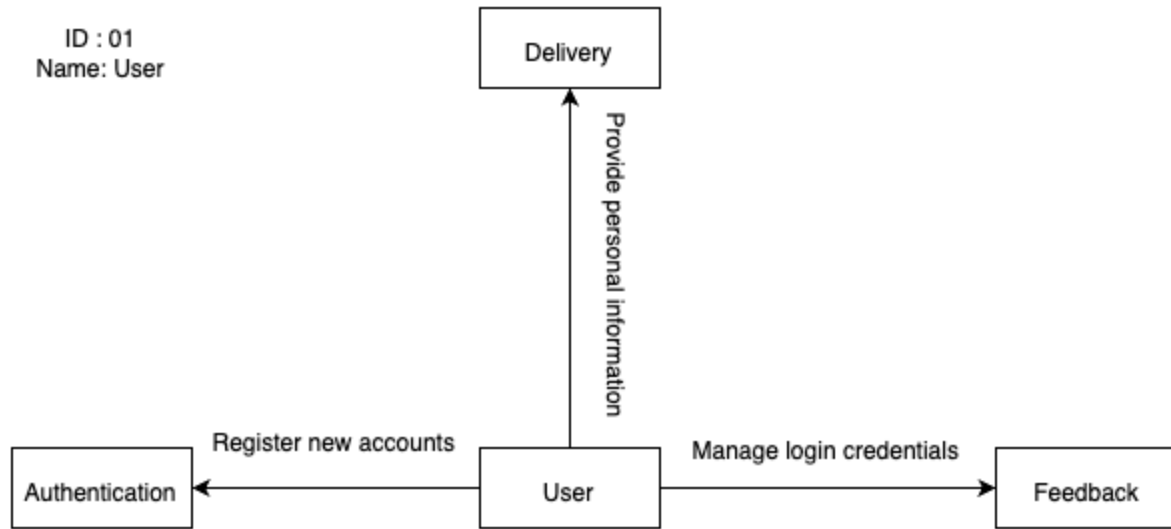 ID : 01
Name: User
Delivery
Provide personal information
Register new accounts
Manage login credentials
Authentication
User
Feedback